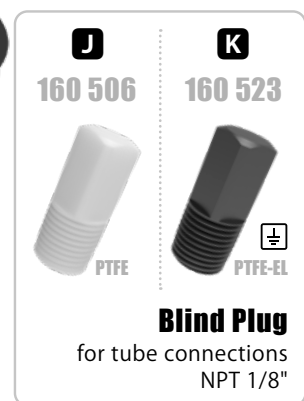 J K
160 506 160 523
PTFE PTFE-EL
Blind Plug
for tube connections
NPT 1/8"